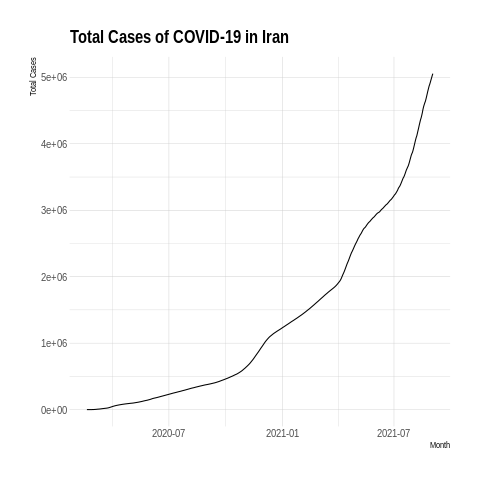 Total Cases of COVID-19 in Iran
Total Cases
5e+06
4e+06
3e+06
2e+06
1e+06
0e+00
2020-07 2021-01 2021-07
Month